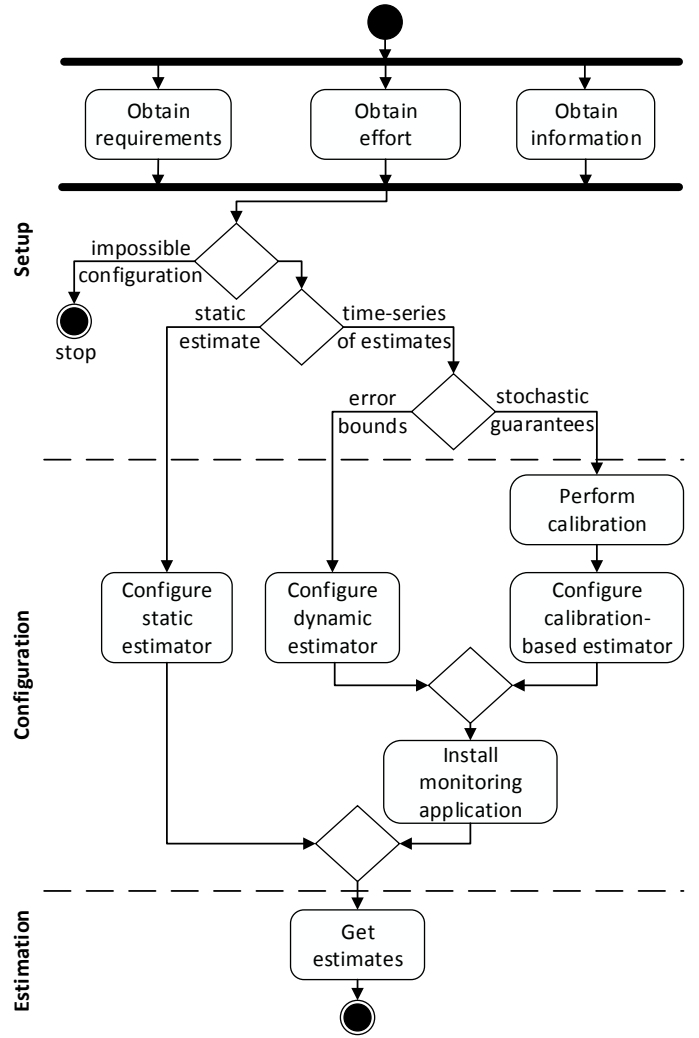 Obtain
requirements
Obtain
effort
Obtain
information
Setup
impossible
configuration
stop
static
estimate
time-series
of estimates
error
bounds
stochastic
guarantees
Configuration
Perform
calibration
Configure
static
estimator
Configure
dynamic
estimator
Configure
calibration-
based estimator
Install
monitoring
application
Estimation
Get
estimates